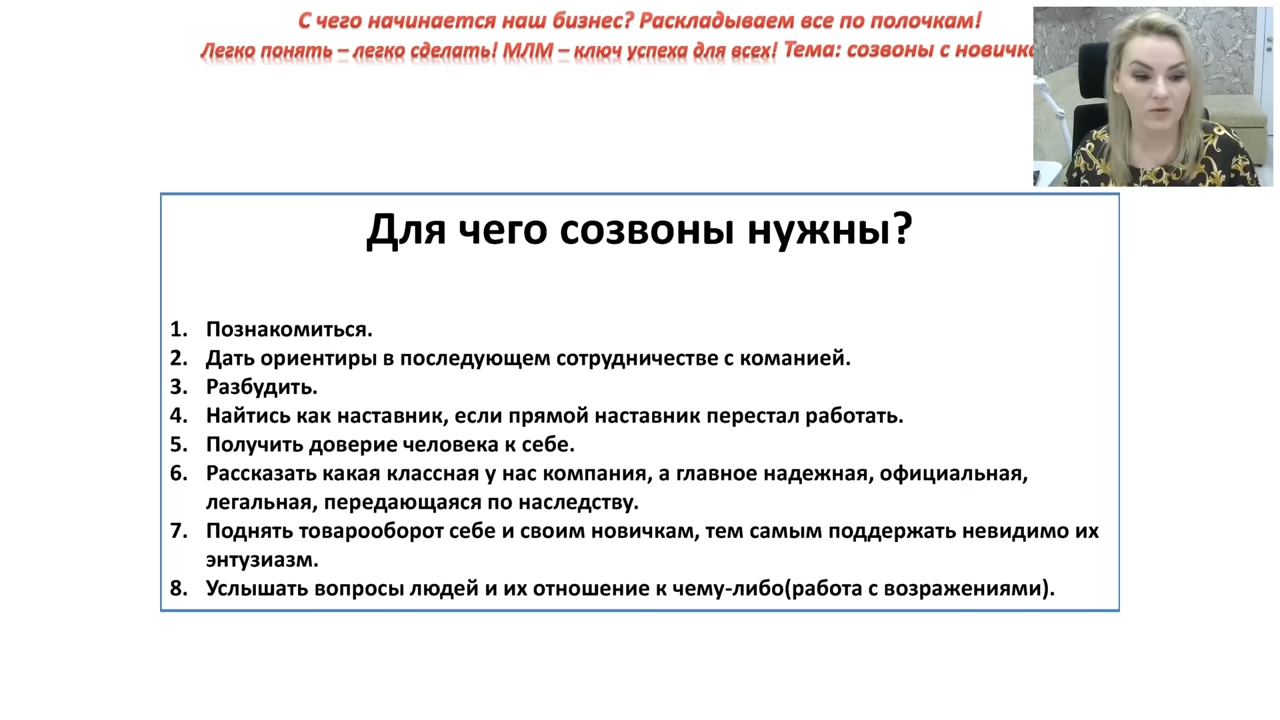 С чего начинается наш бизнес? Раскладываем все по полочкам!
Легко понять – легко сделать! МЛМ – ключ успеха для всех! Тема: созвоны с
Для чего созвоны нужны?
1. Познакомиться.
2. Дать ориентиры в последующем сотрудничестве с команией.
3. Разбудить.
4. Найтись как наставник, если прямой наставник перестал работать.
5. Получить доверие человека к себе.
6. Рассказать какая классная у нас компания, а главное надежная, официальная,
легальная, передающаяся по наследству.
7. Поднять товарооборот себе и своим новичкам, тем самым поддержать невидимо их
энтузиазм.
8. Услышать вопросы людей и их отношение к чему-либо(работа с возражениями).